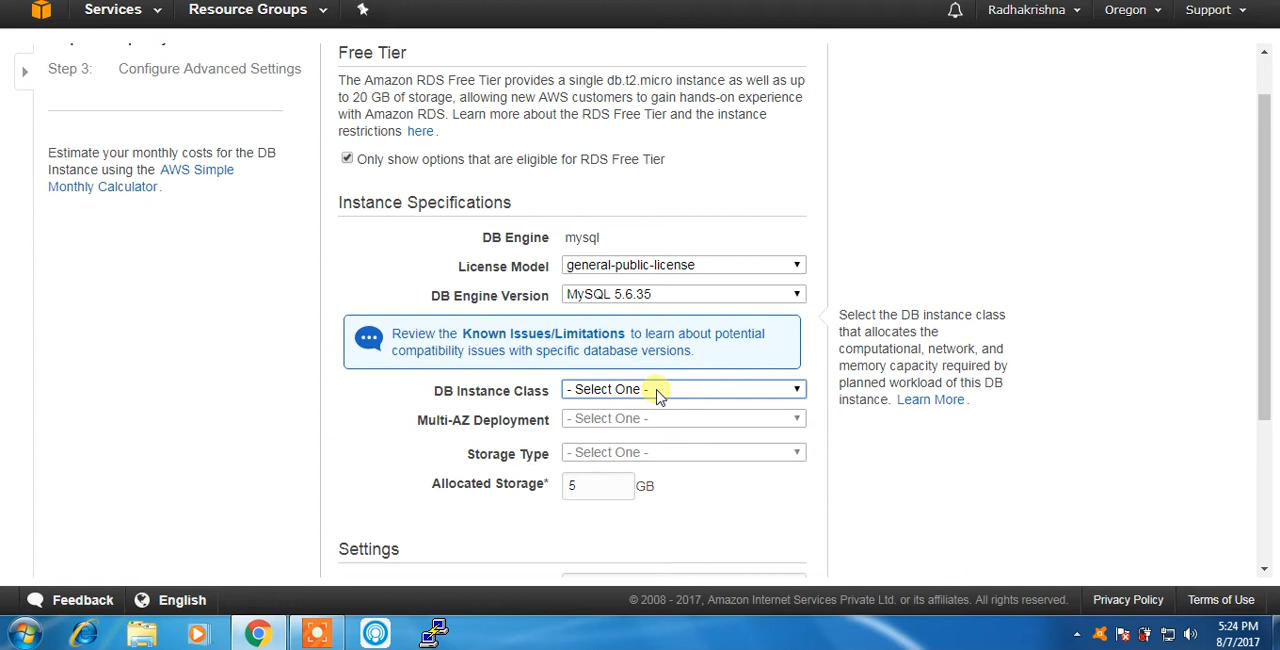 Services
Resource Groups
Radhakrishna
Oregon
Support
Step 3: Configure Advanced Settings
Estimate your monthly costs for the DB
Instance using the AWS Simple
Monthly Calculator.
Free Tier
The Amazon RDS Free Tier provides a single db.t2.micro instance as well as up
to 20 GB of storage, allowing new AWS customers to gain hands-on experience
with Amazon RDS. Learn more about the RDS Free Tier and the instance
restrictions here.
Only show options that are eligible for RDS Free Tier
Instance Specifications
DB Engine mysql
License Model general-public-license
DB Engine Version MySQL 5.6.35
Review the Known Issues/Limitations to learn about potential
compatibility issues with specific database versions.
DB Instance Class - Select One -
Multi-AZ Deployment - Select One -
Storage Type - Select One -
Allocated Storage* 5 GB
Settings
Select the DB instance class
that allocates the
computational, network, and
memory capacity required by
planned workload of this DB
instance. Learn More.
Feedback
English
© 2008 - 2017, Amazon Internet Services Private Ltd. or its affiliates. All rights reserved.
Privacy Policy
Terms of Use
5:24 PM
8/7/2017